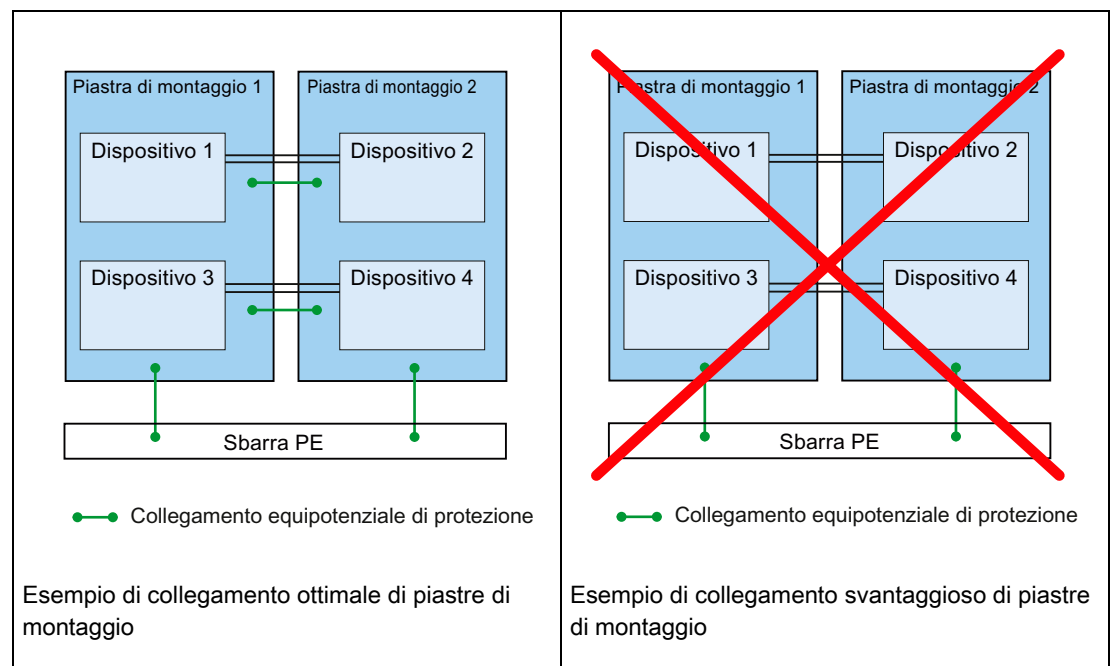 Piastra di montaggio 1
Piastra di montaggio 2
Dispositivo 1
Dispositivo 2
Dispositivo 3
Dispositivo 4
Sbarra PE
Collegamento equipotenziale di protezione
Esempio di collegamento ottimale di piastre di
montaggio
Piastra di montaggio 1
Piastra di montaggio 2
Dispositivo 1
Dispositivo 2
Dispositivo 3
Dispositivo 4
Sbarra PE
Collegamento equipotenziale di protezione
Esempio di collegamento svantaggioso di piastre
di montaggio